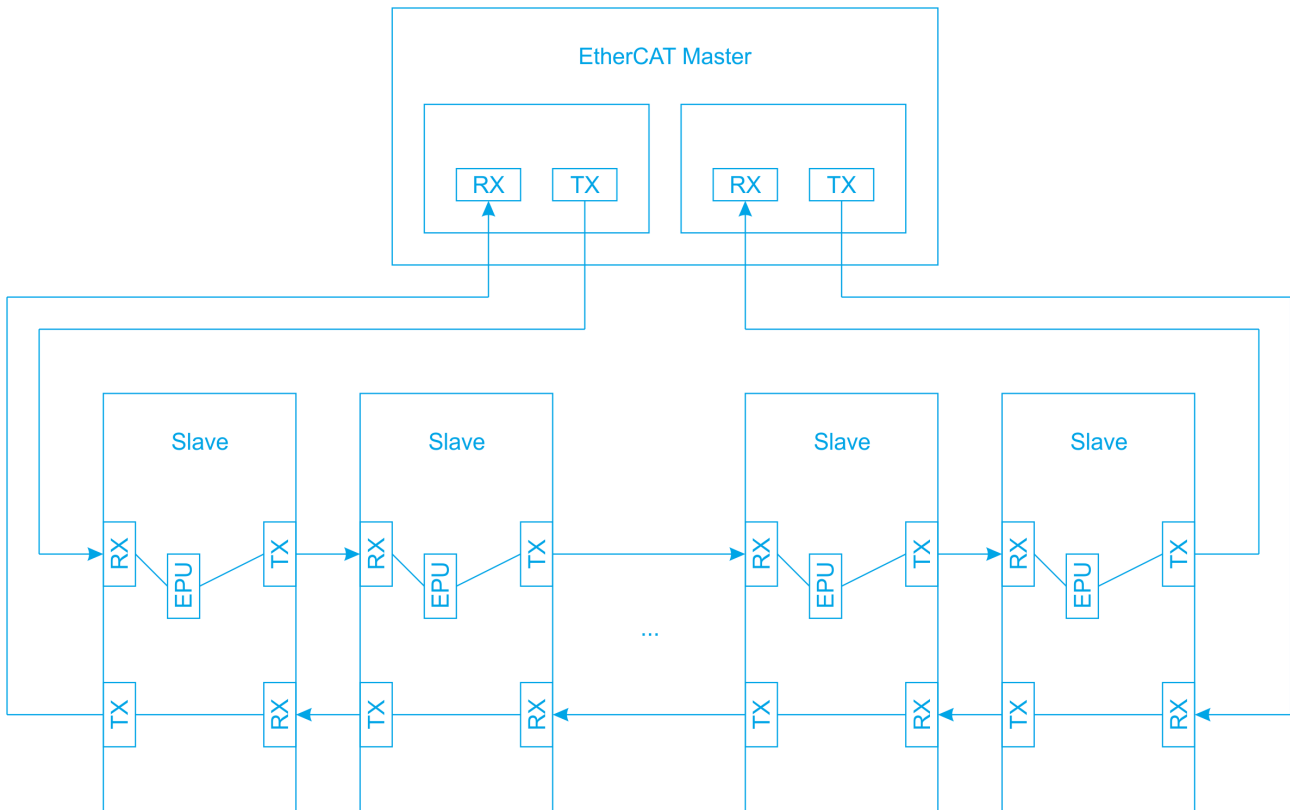 EtherCAT Master
RX TX RX TX
Slave Slave Slave Slave
RX EPU TX RX EPU TX RX EPU TX RX EPU TX
...
TX RX TX RX TX RX TX RX